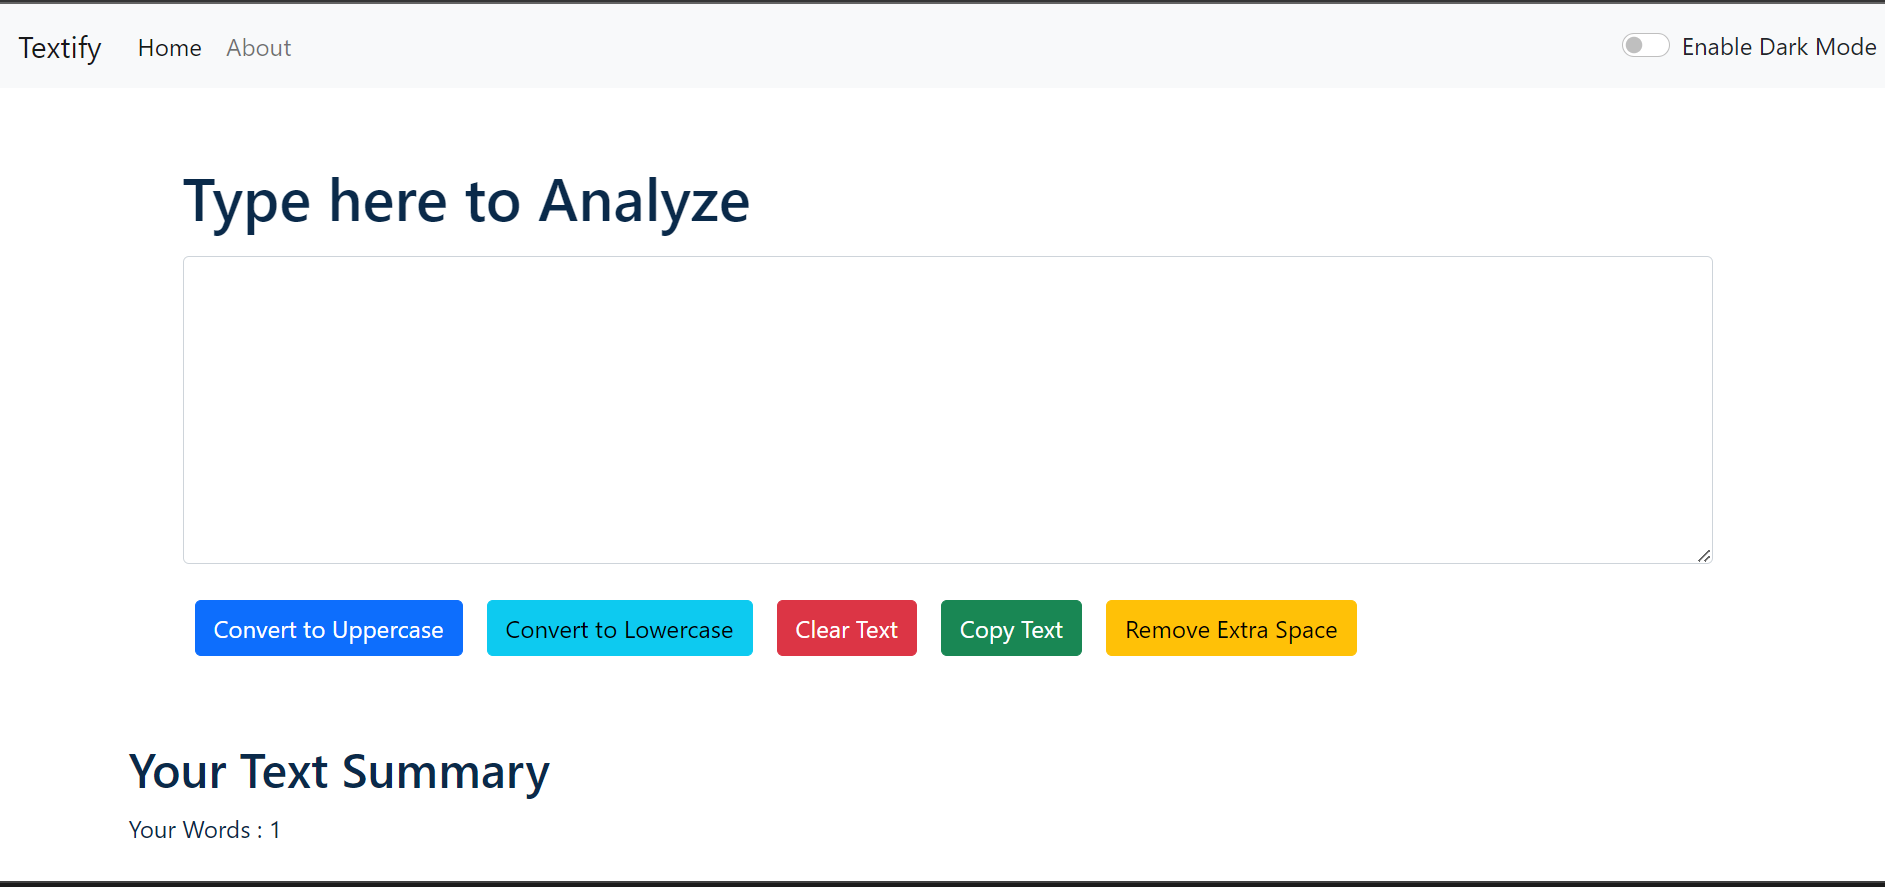 Textify Home About Enable Dark Mode
Type here to Analyze
Convert to Uppercase Convert to Lowercase Clear Text Copy Text Remove Extra Space
Your Text Summary
Your Words : 1